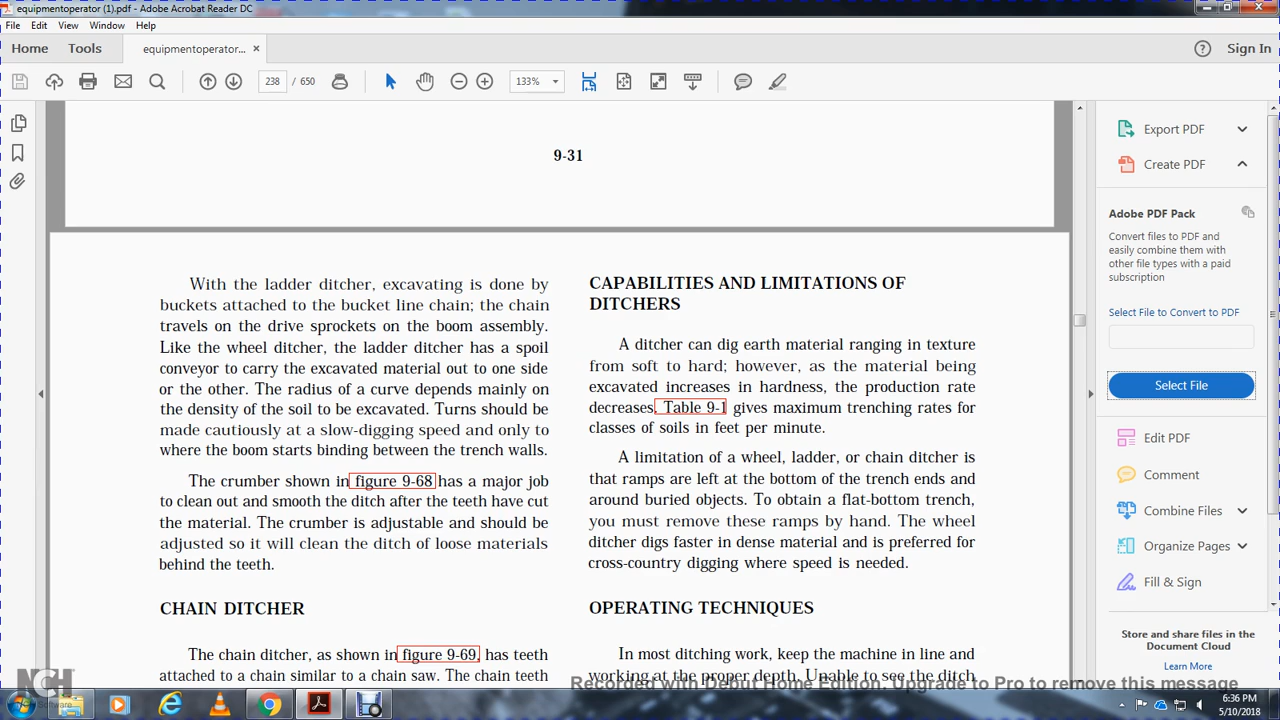 equipmentoperator (1).pdf - Adobe Acrobat Reader DC
File Edit View Window Help
Home Tools equipmentoperator... × Sign In
238 / 650 133%
9-31
With the ladder ditcher, excavating is done by
buckets attached to the bucket line chain; the chain
travels on the drive sprockets on the boom assembly.
Like the wheel ditcher, the ladder ditcher has a spoil
conveyor to carry the excavated material out to one side
or the other. The radius of a curve depends mainly on
the density of the soil to be excavated. Turns should be
made cautiously at a slow-digging speed and only to
where the boom starts binding between the trench walls.
The crumber shown in figure 9-68 has a major job
to clean out and smooth the ditch after the teeth have cut
the material. The crumber is adjustable and should be
adjusted so it will clean the ditch of loose materials
behind the teeth.
CHAIN DITCHER
The chain ditcher, as shown in figure 9-69, has teeth
attached to a chain similar to a chain saw. The chain teeth
CAPABILITIES AND LIMITATIONS OF
DITCHERS
A ditcher can dig earth material ranging in texture
from soft to hard; however, as the material being
excavated increases in hardness, the production rate
decreases. Table 9-1 gives maximum trenching rates for
classes of soils in feet per minute.
A limitation of a wheel, ladder, or chain ditcher is
that ramps are left at the bottom of the trench ends and
around buried objects. To obtain a flat-bottom trench,
you must remove these ramps by hand. The wheel
ditcher digs faster in dense material and is preferred for
cross-country digging where speed is needed.
OPERATING TECHNIQUES
In most ditching work, keep the machine in line and
working at the proper depth. Unable to see the ditch
Export PDF
Create PDF
Adobe PDF Pack
Convert files to PDF and
easily combine them with
other file types with a paid
subscription
Select File to Convert to PDF
Select File
Edit PDF
Comment
Combine Files
Organize Pages
Fill & Sign
Store and share files in the
Document Cloud
Learn More
NCH
Software
Recorded with Debut Home Edition. Upgrade to Pro to remove this message
6:36 PM
5/10/2018